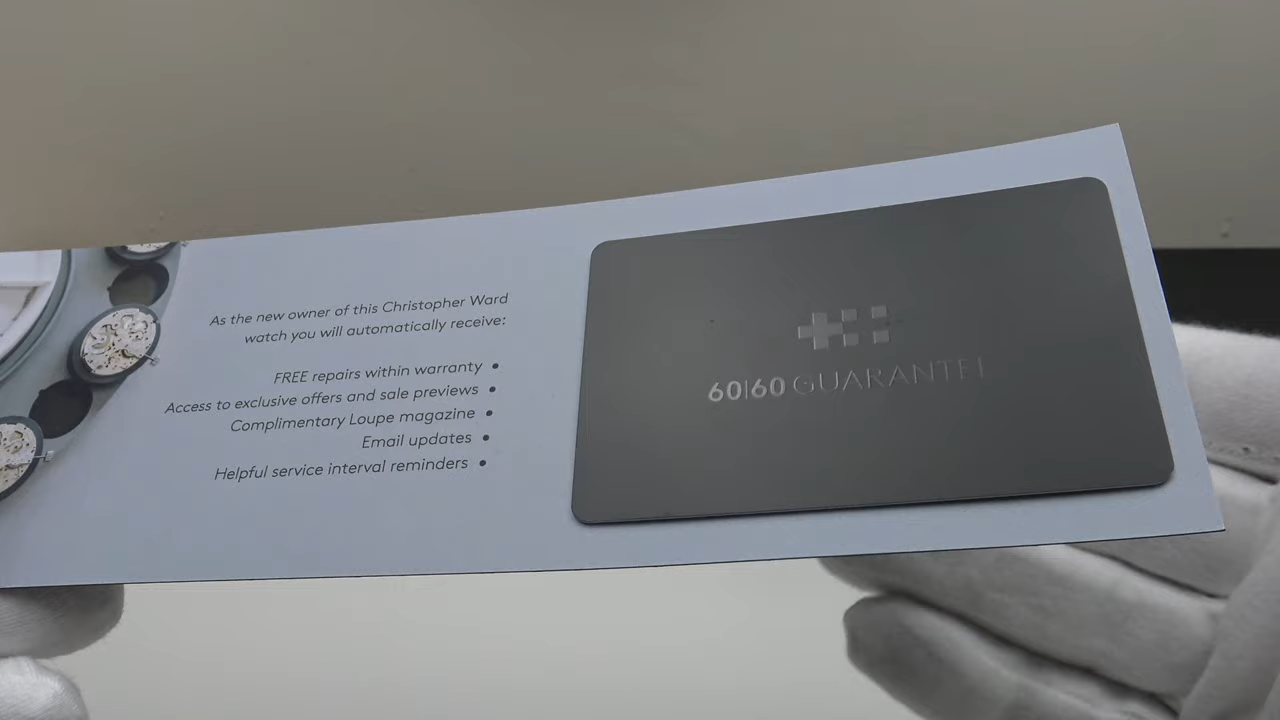 As the new owner of this Christopher Ward
watch you will automatically receive:
FREE repairs within warranty •
Access to exclusive offers and sale previews •
Complimentary Loupe magazine •
Email updates •
Helpful service interval reminders •
60|60 GUARANTEE